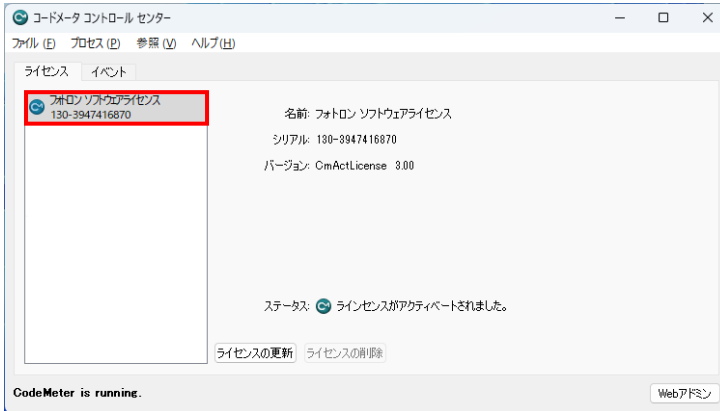 コードメータ コントロール センター
ファイル (F) プロセス (P) 参照 (V) ヘルプ(H)
ライセンス イベント
フォトロン ソフトウェアライセンス
130-3947416870
名前: フォトロン ソフトウェアライセンス
シリアル: 130-3947416870
バージョン: CmActLicense 3.00
ステータス: ラインセンスがアクティベートされました。
ライセンスの更新 ライセンスの削除
CodeMeter is running.
Webアドミン